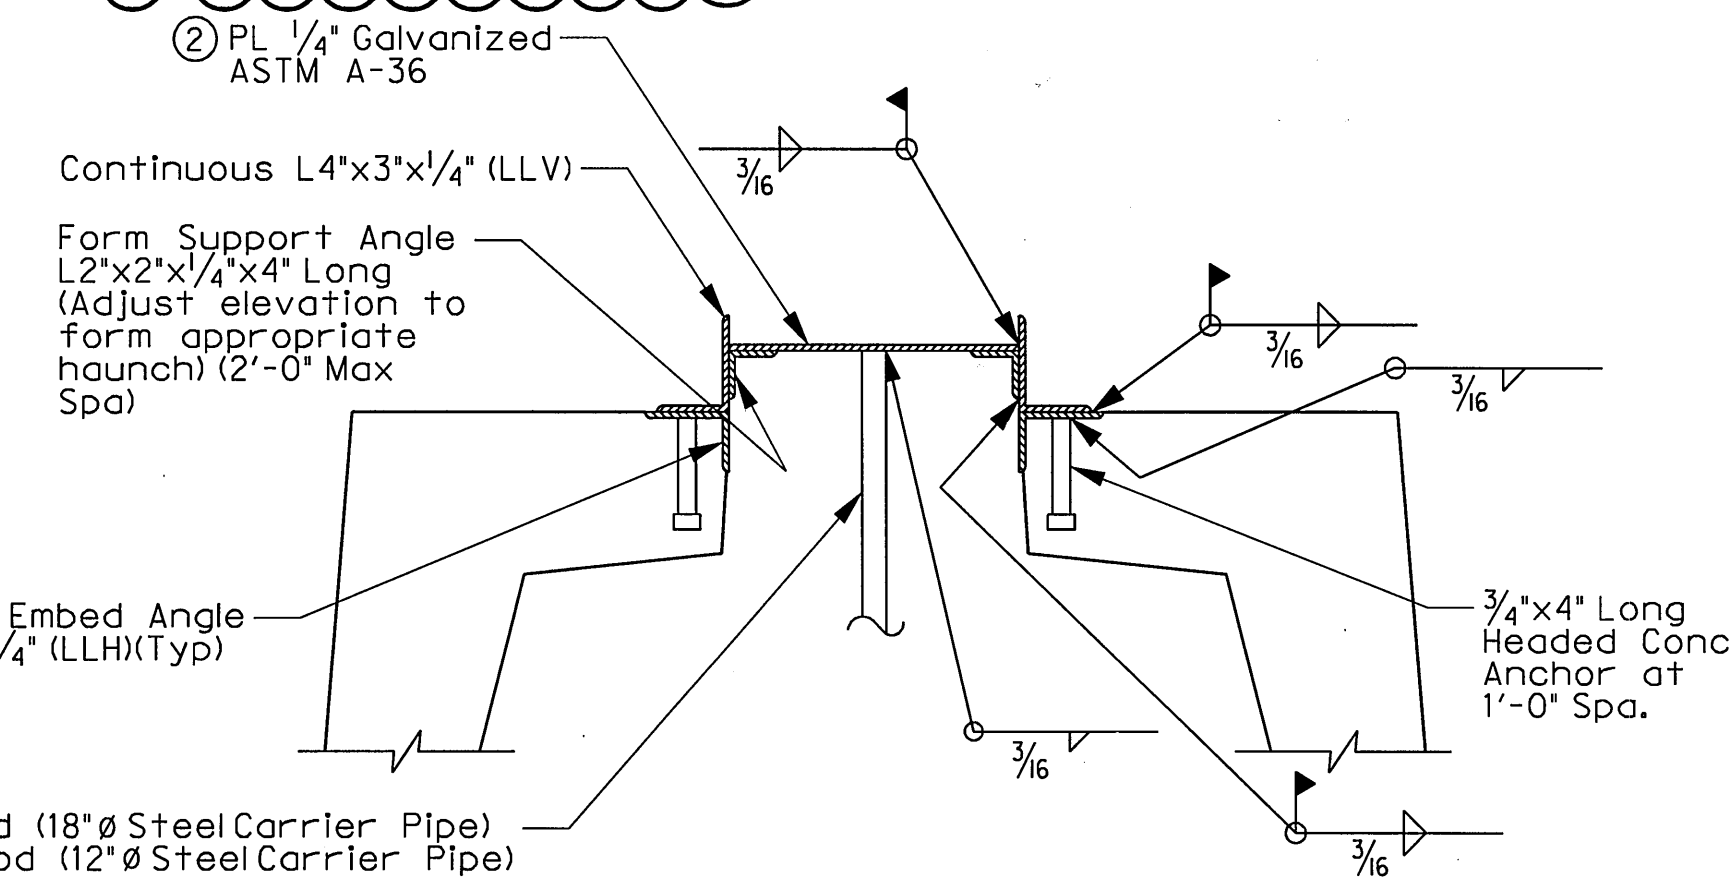 2 PL 1/4" Galvanized
ASTM A-36
3/16
Continuous L4"x3"x1/4" (LLV)
Form Support Angle
L2"x2"x1/4"x4" Long
(Adjust elevation to
form appropriate
haunch) (2'-0" Max
Spa)
3/16
3/16
Embed Angle
/4" (LLH)(Typ)
3/4"x4" Long
Headed Conc
Anchor at
1'-0" Spa.
3/16
(18"Ø Steel Carrier Pipe)
(12"Ø Steel Carrier Pipe)
3/16